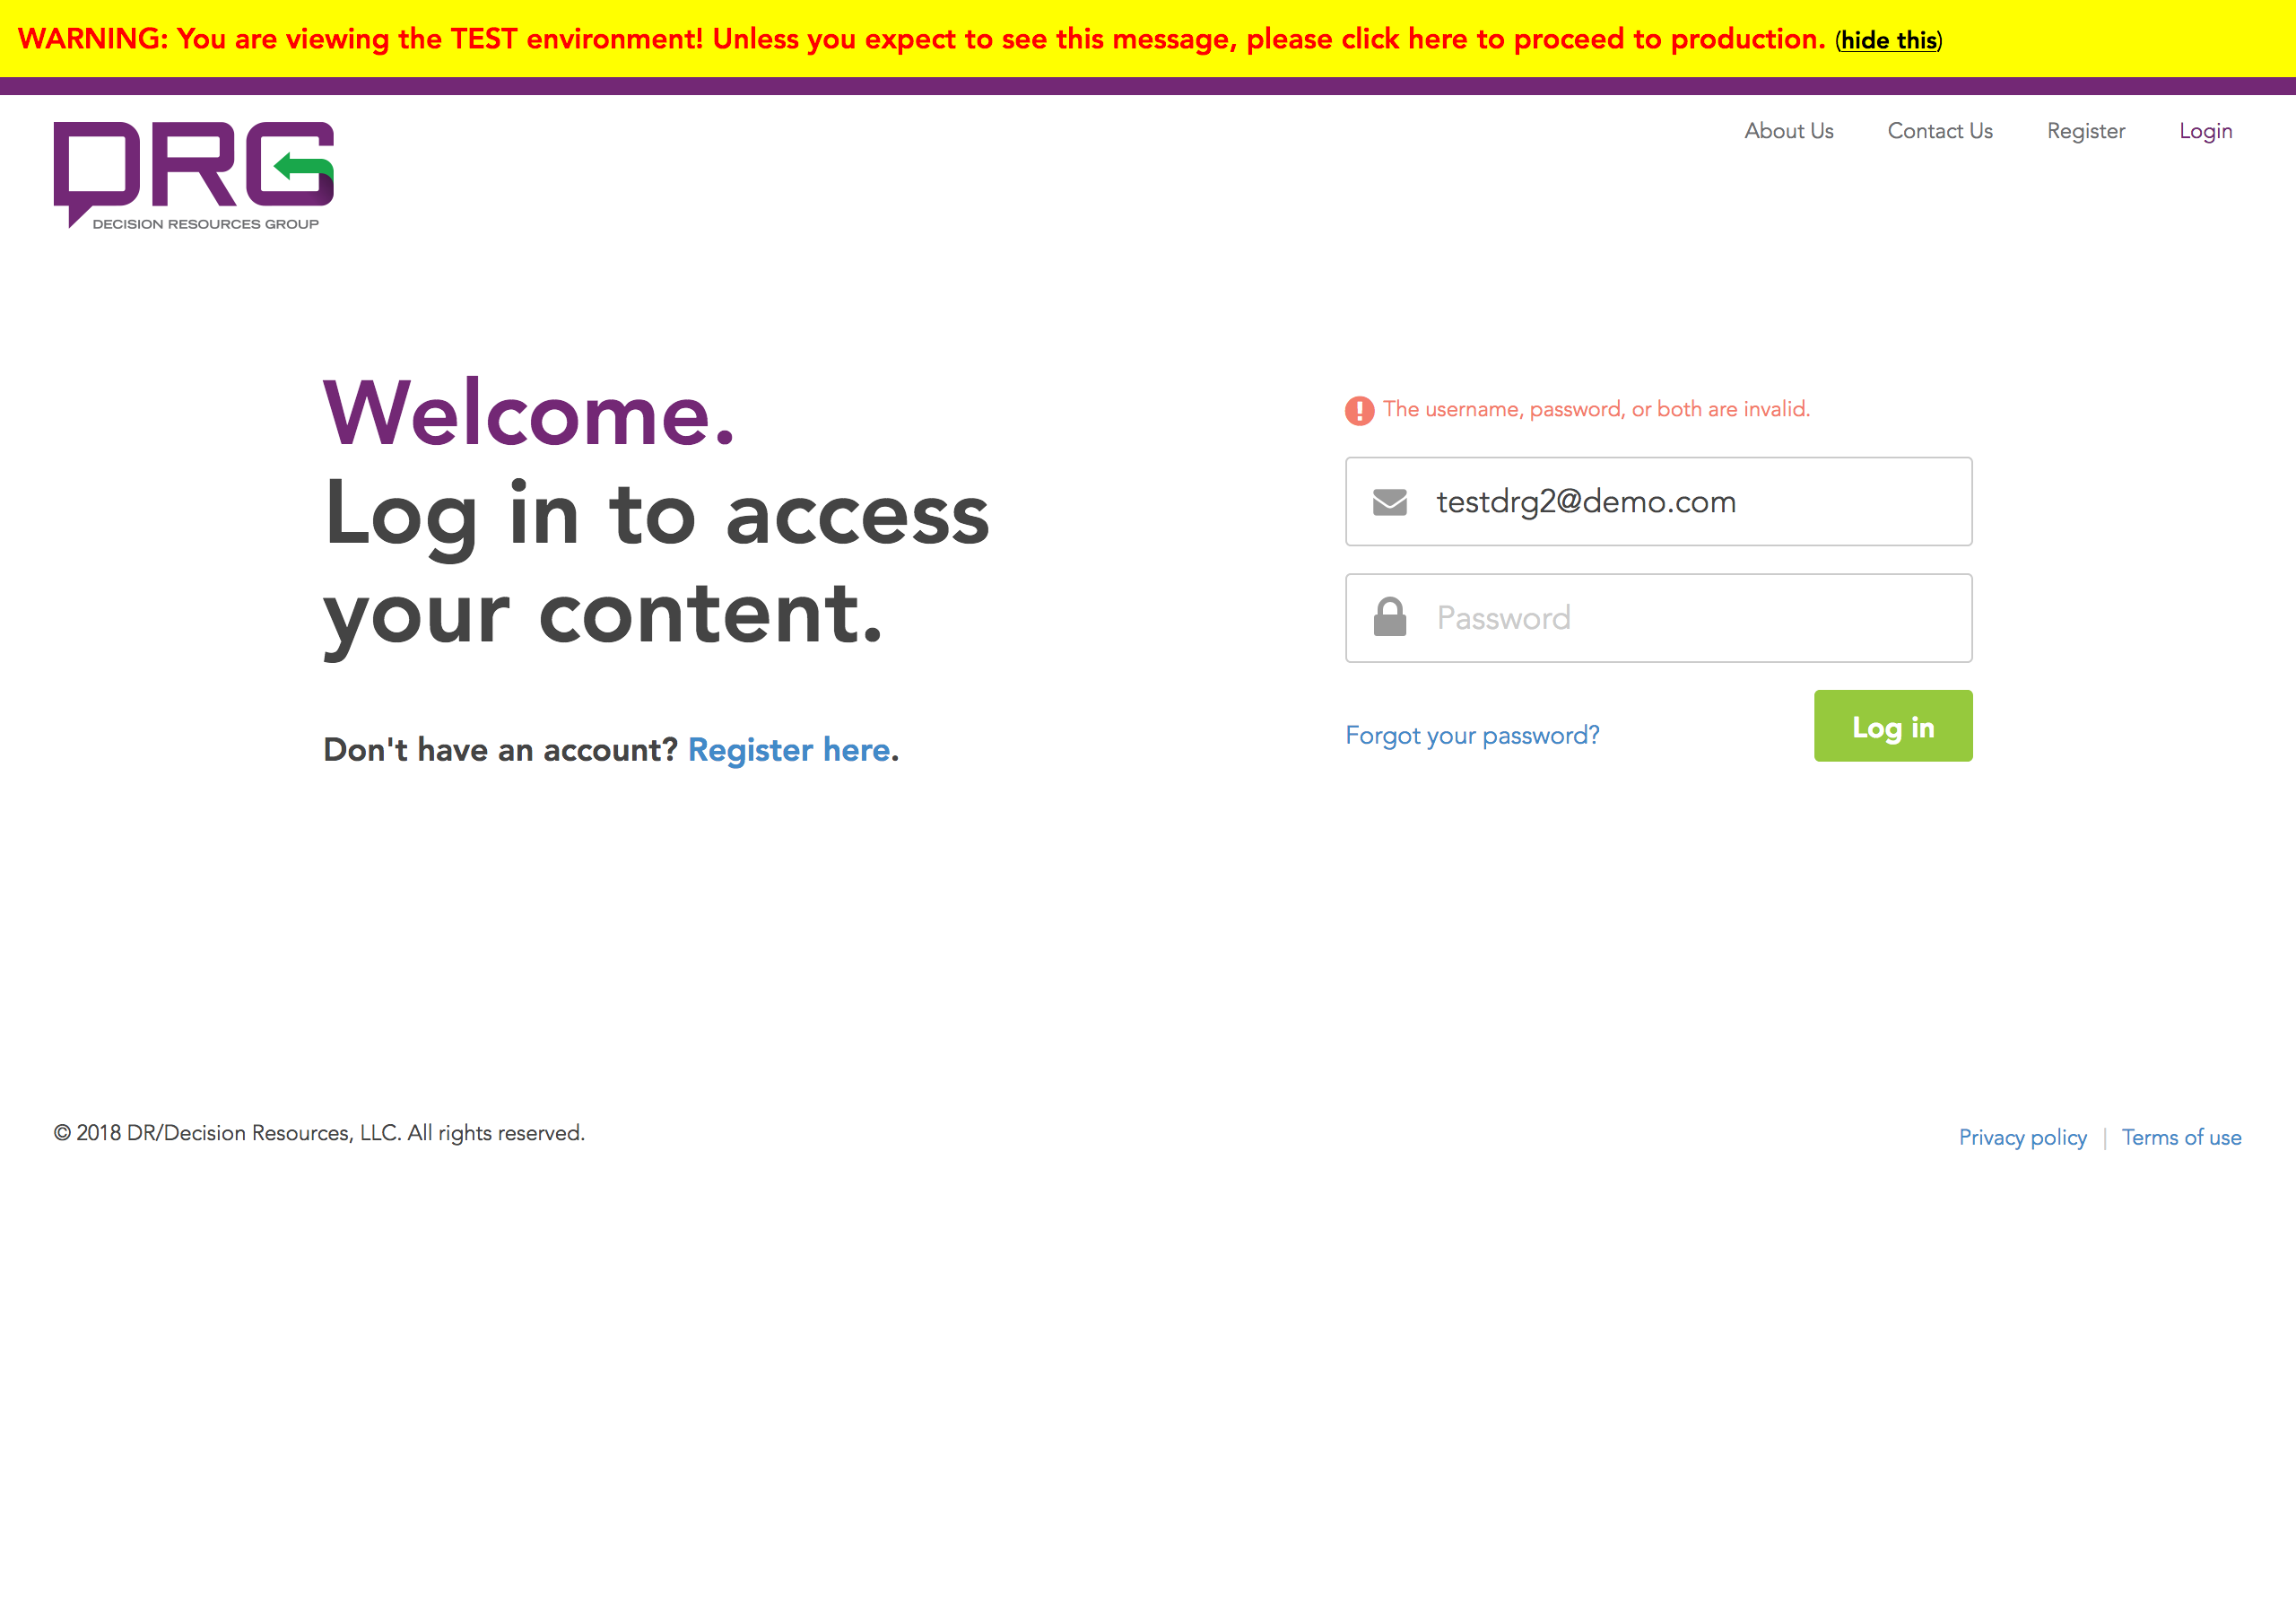 WARNING: You are viewing the TEST environment! Unless you expect to see this message, please click here to proceed to production. (hide this)
About Us Contact Us Register Login
DRG
DECISION RESOURCES GROUP
Welcome.
Log in to access
your content.
Don't have an account? Register here.
The username, password, or both are invalid.
testdrg2@demo.com
Password
Forgot your password?
Log in
© 2018 DR/Decision Resources, LLC. All rights reserved.
Privacy policy | Terms of use